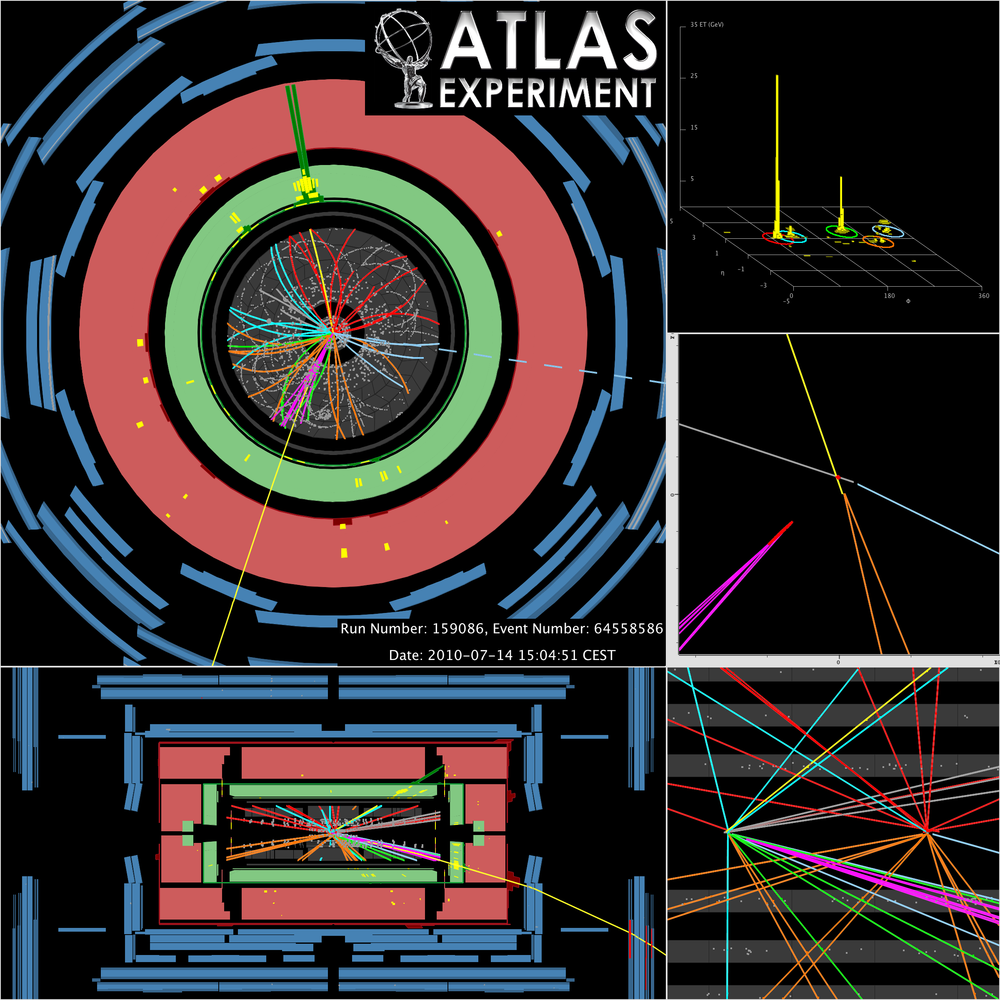 ATLAS
EXPERIMENT
Run Number: 159086, Event Number: 64558586
Date: 2010-07-14 15:04:51 CEST
35 ET (GeV)
25
15
5
5
3
1
η
-1
-3
-5
0
180
Φ
360
0
0